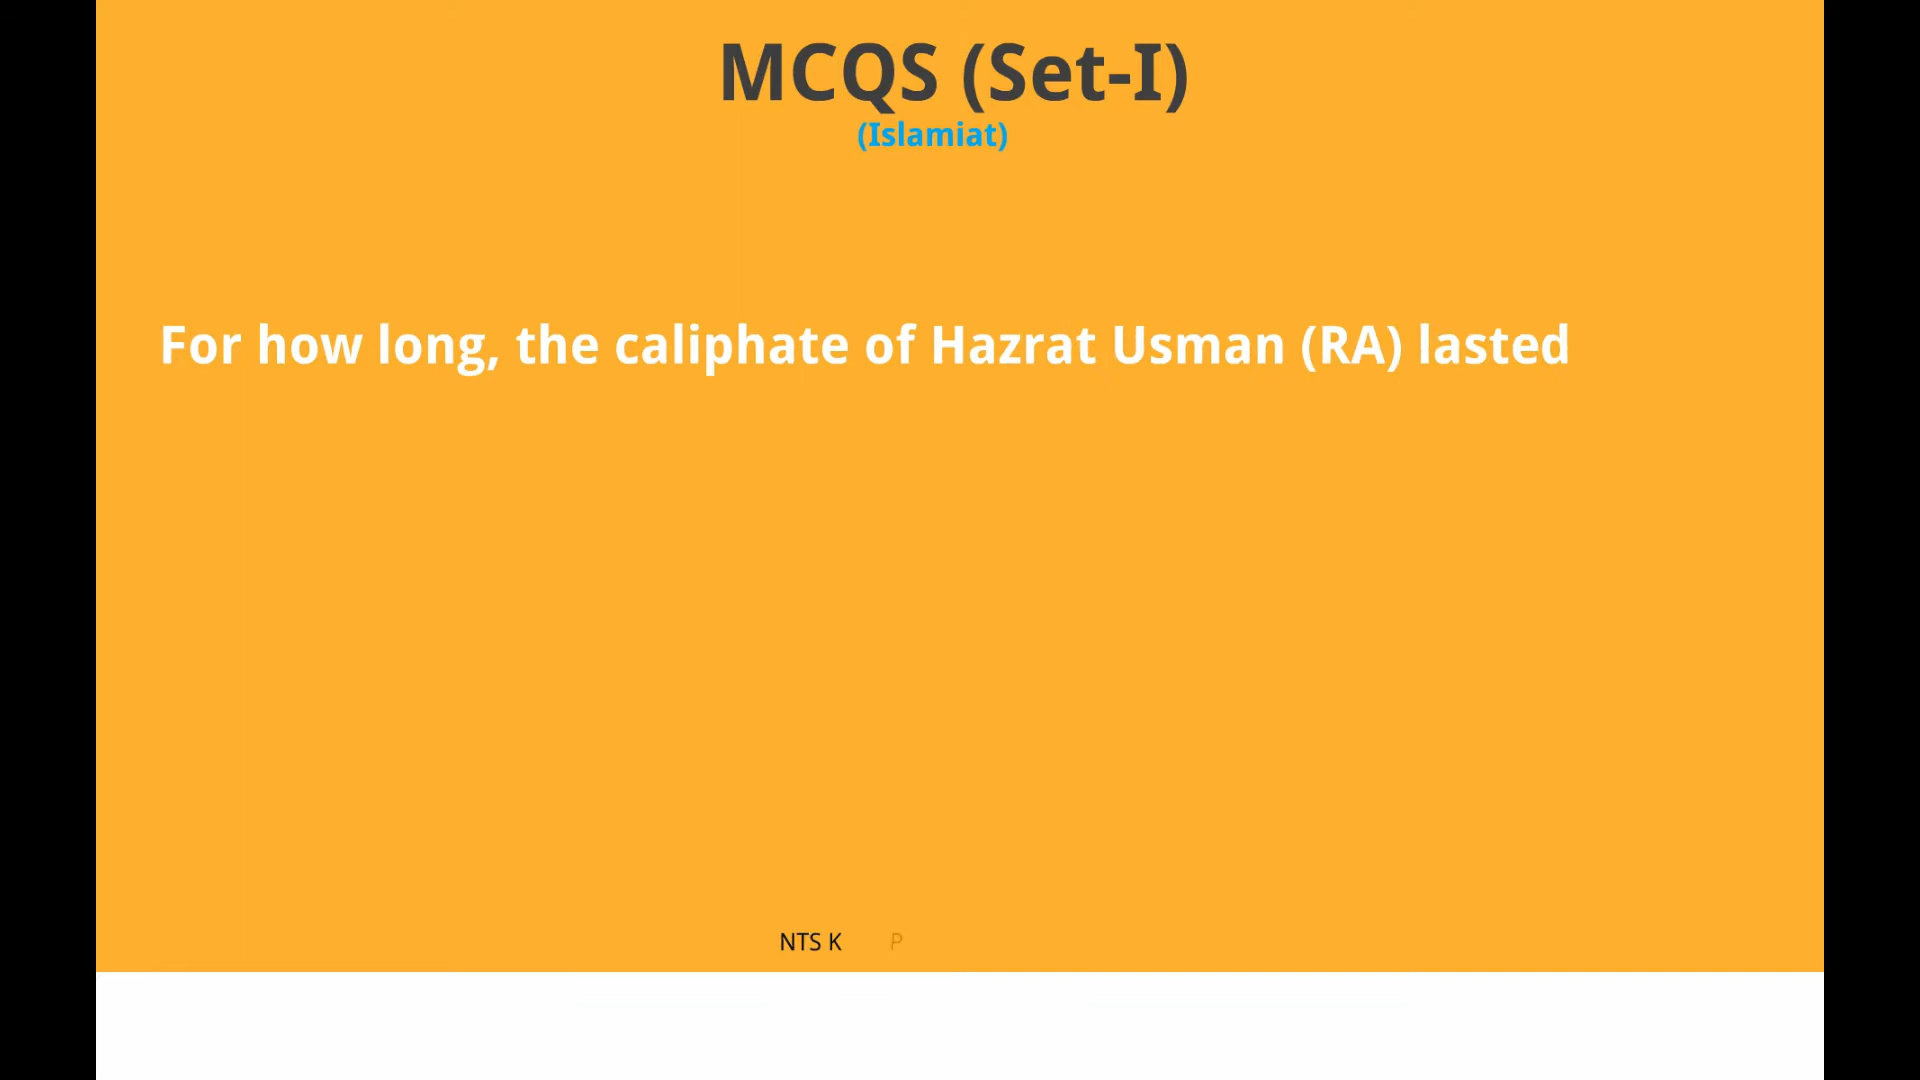 MCQS (Set-I)
(Islamiat)
For how long, the caliphate of Hazrat Usman (RA) lasted
NTS K P